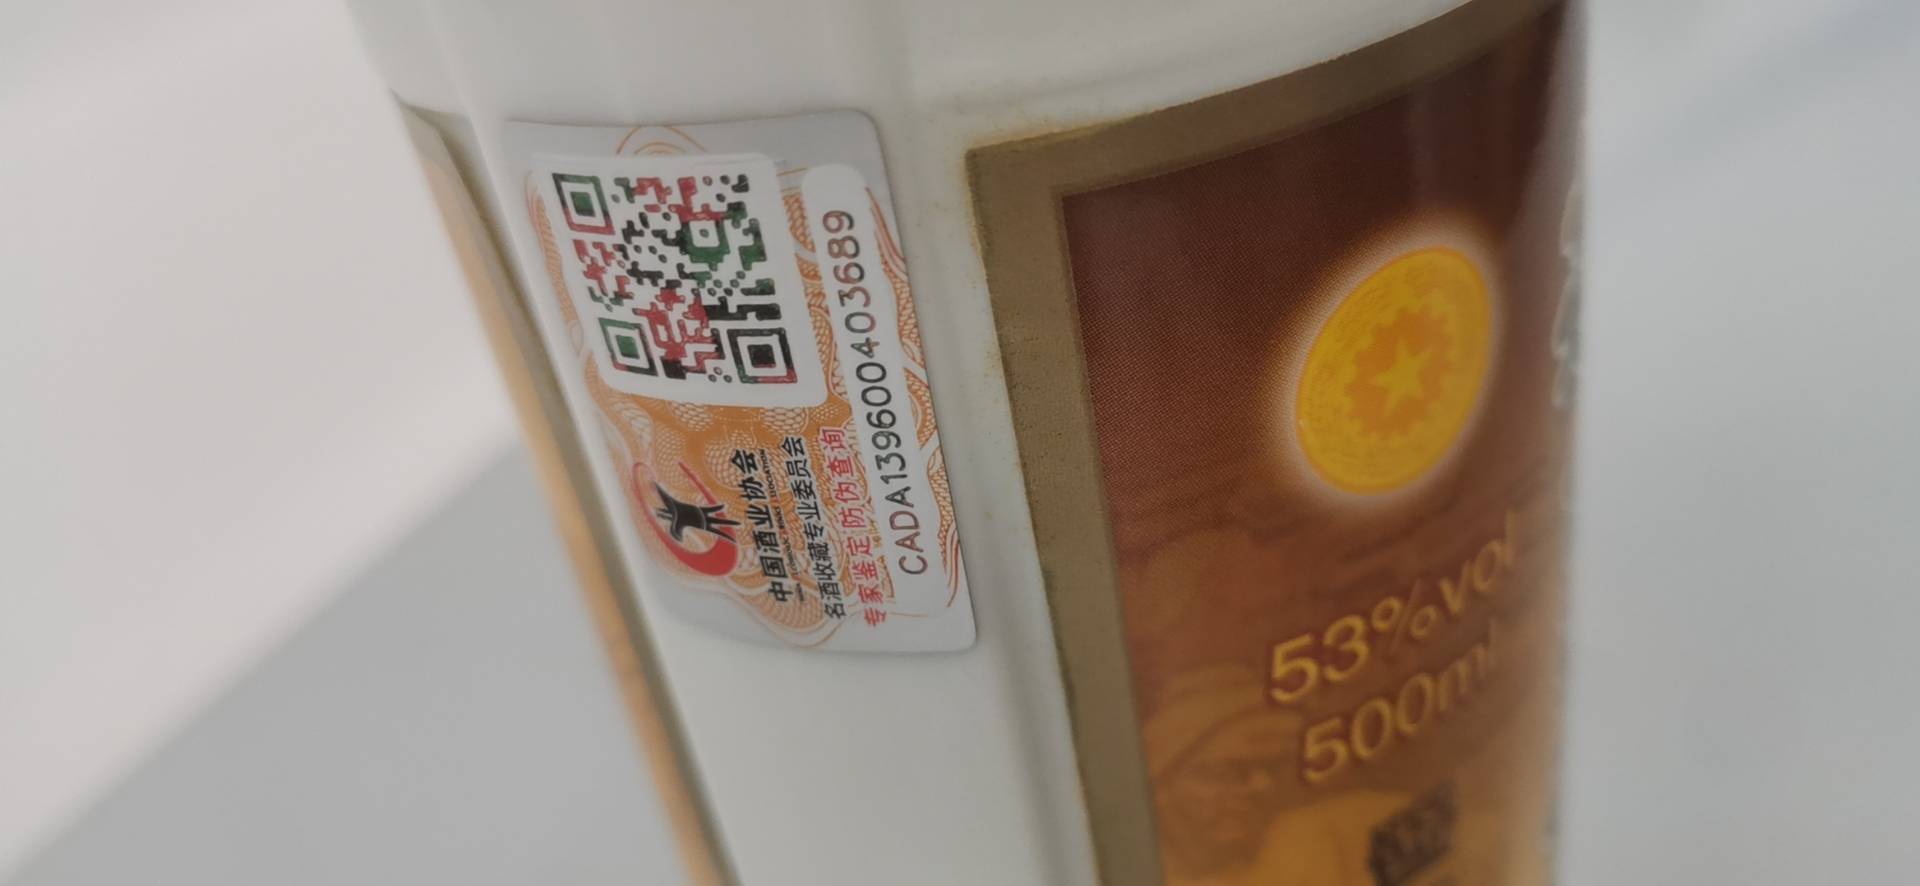 中国酒业协会
名酒收藏专业委员会
专家鉴定 防伪查询
CADA1396004036​89
53%vol
500ml